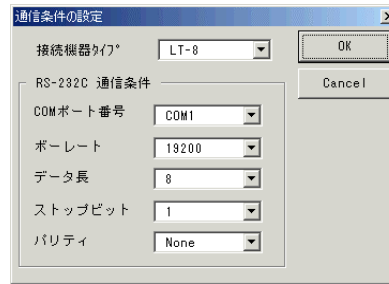 通信条件の設定
接続機器ﾀｲﾌﾟ LT-8 OK
RS-232C 通信条件 Cancel
COMポート番号 COM1
ボーレート 19200
データ長 8
ストップビット 1
パリティ None